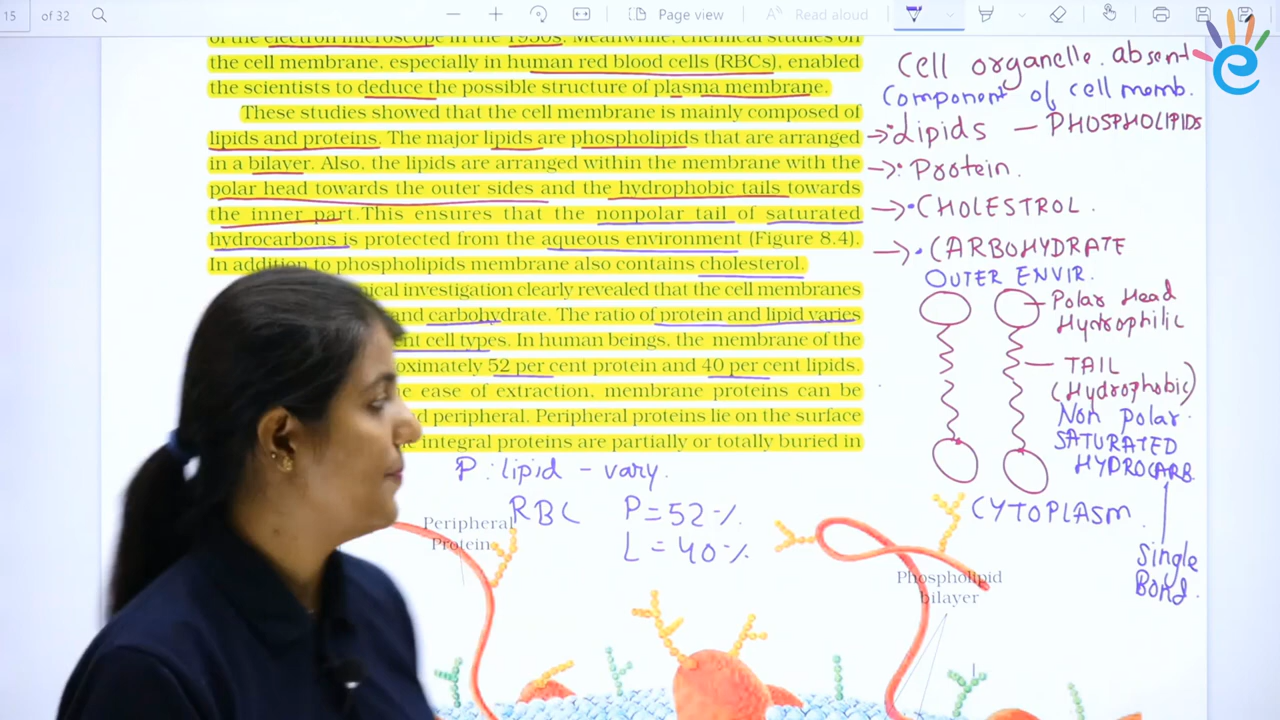 15 of 32
Page view
Read aloud
of the electron microscope in the 1950s. Meanwhile, chemical studies on
the cell membrane, especially in human red blood cells (RBCs), enabled
the scientists to deduce the possible structure of plasma membrane.
These studies showed that the cell membrane is mainly composed of
lipids and proteins. The major lipids are phospholipids that are arranged
in a bilayer. Also, the lipids are arranged within the membrane with the
polar head towards the outer sides and the hydrophobic tails towards
the inner part.This ensures that the nonpolar tail of saturated
hydrocarbons is protected from the aqueous environment (Figure 8.4).
In addition to phospholipids membrane also contains cholesterol.
ical investigation clearly revealed that the cell membranes
and carbohydrate. The ratio of protein and lipid varies
ent cell types. In human beings, the membrane of the
oximately 52 per cent protein and 40 per cent lipids.
e ease of extraction, membrane proteins can be
d peripheral. Peripheral proteins lie on the surface
integral proteins are partially or totally buried in
P : lipid - vary.
RBC P = 52 %
L = 40 %
Peripheral
Protein
Phospholipid
bilayer
Cell organelle absent
Component of cell memb.
→ • Lipids — PHOSPHOLIPIDS
→ • Protein.
→ • CHOLESTROL.
→ • CARBOHYDRATE
OUTER ENVIR.
Polar Head
Hydrophilic
TAIL
(Hydrophobic)
Non Polar.
SATURATED
HYDROCARB.
CYTOPLASM.
Single
Bond.
e